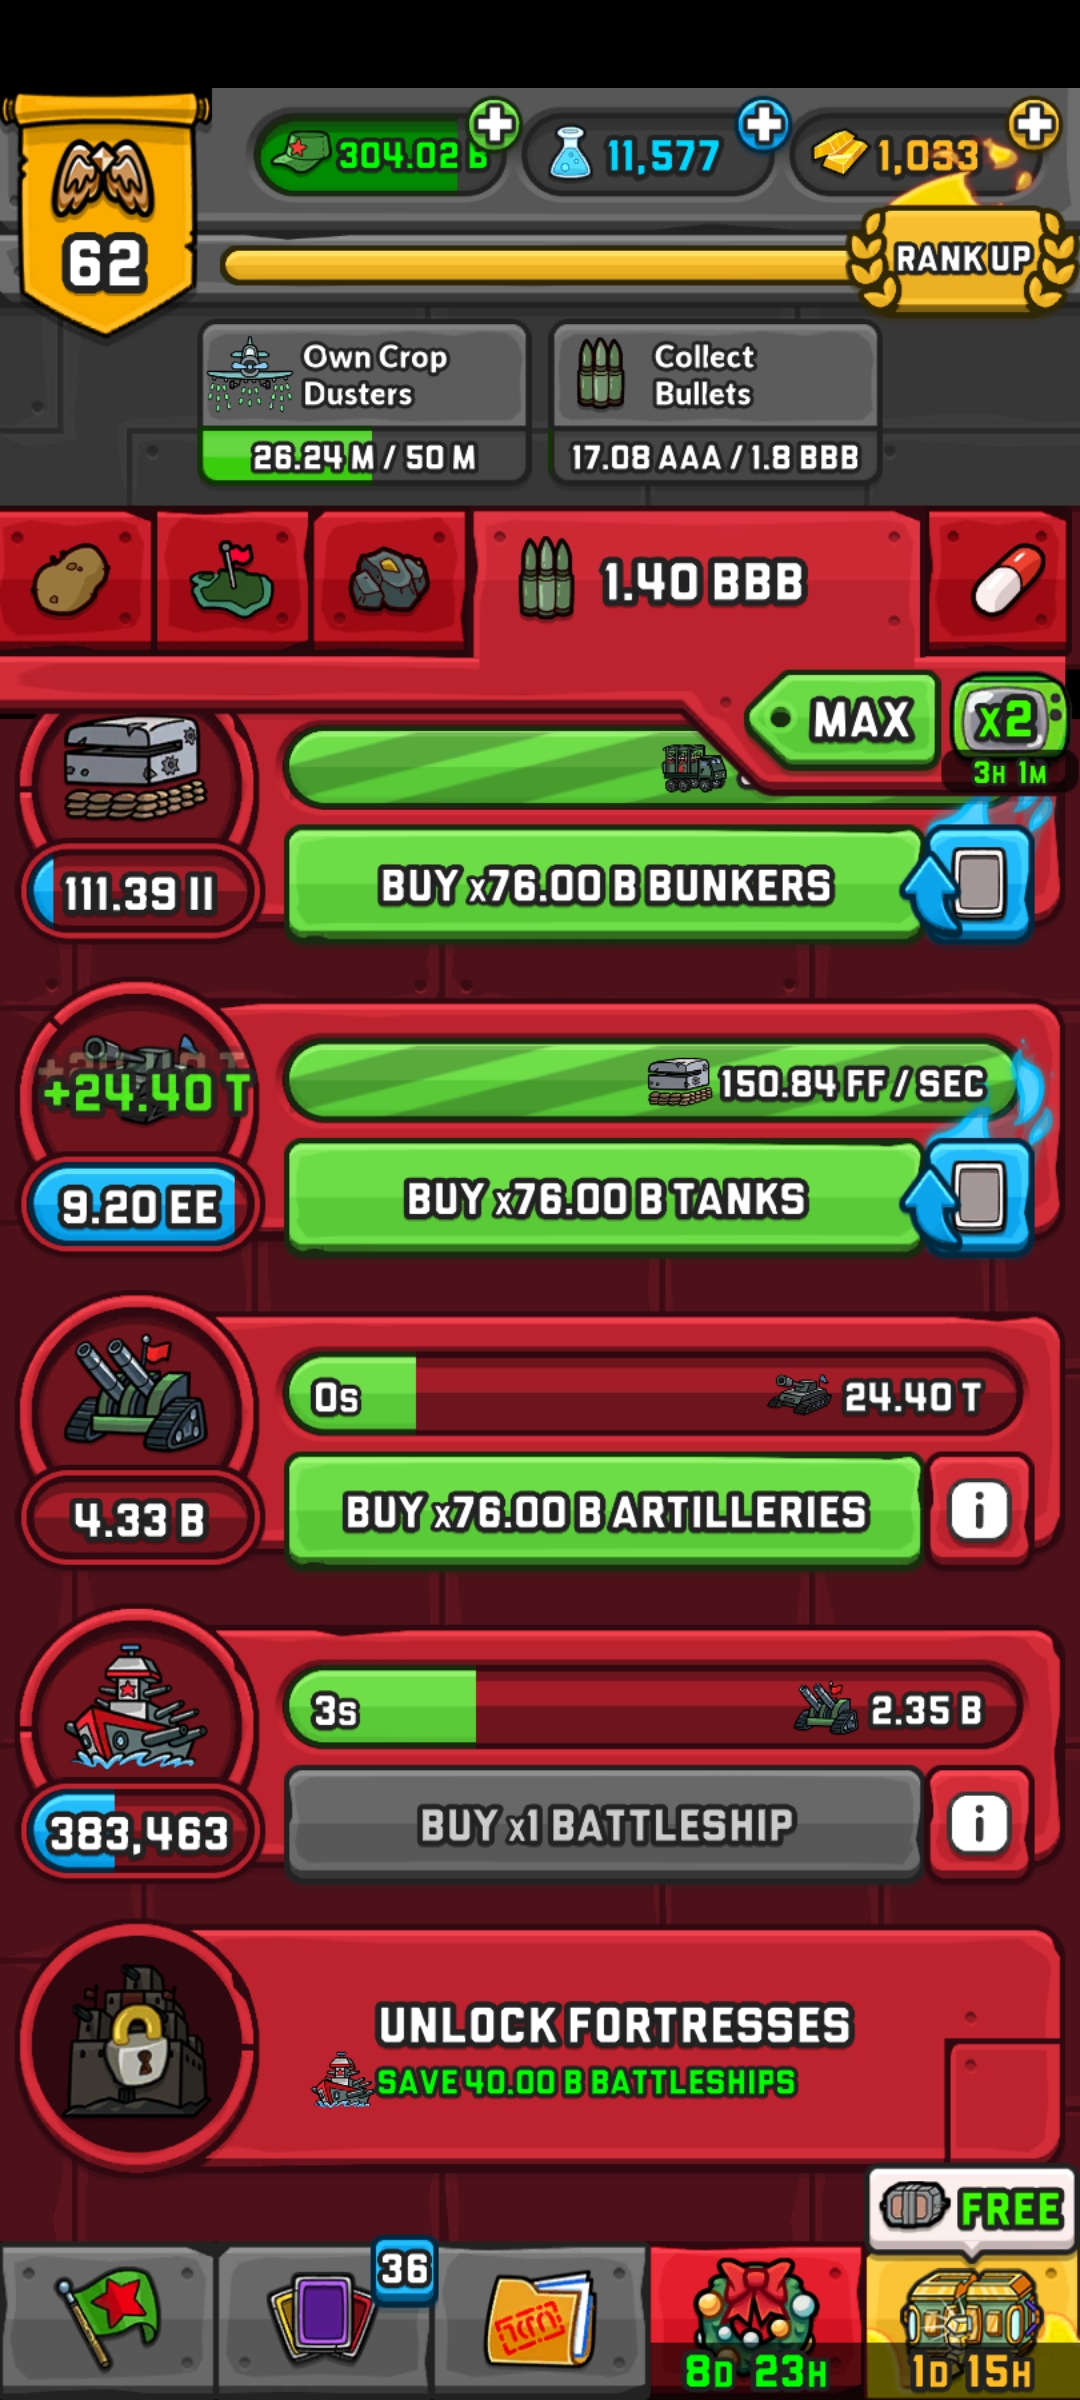 304.02 B
11,577
1,033
62
RANK UP
Own Crop
Dusters
26.24 M / 50 M
Collect
Bullets
17.08 AAA / 1.8 BBB
1.40 BBB
MAX
x2
3H 1M
111.39 II
BUY x76.00 B BUNKERS
+24.40 T
150.84 FF / SEC
9.20 EE
BUY x76.00 B TANKS
0s
24.40 T
4.33 B
BUY x76.00 B ARTILLERIES
i
3s
2.35 B
383,463
BUY x1 BATTLESHIP
i
UNLOCK FORTRESSES
SAVE 40.00 B BATTLESHIPS
FREE
36
8D 23H
1D 15H